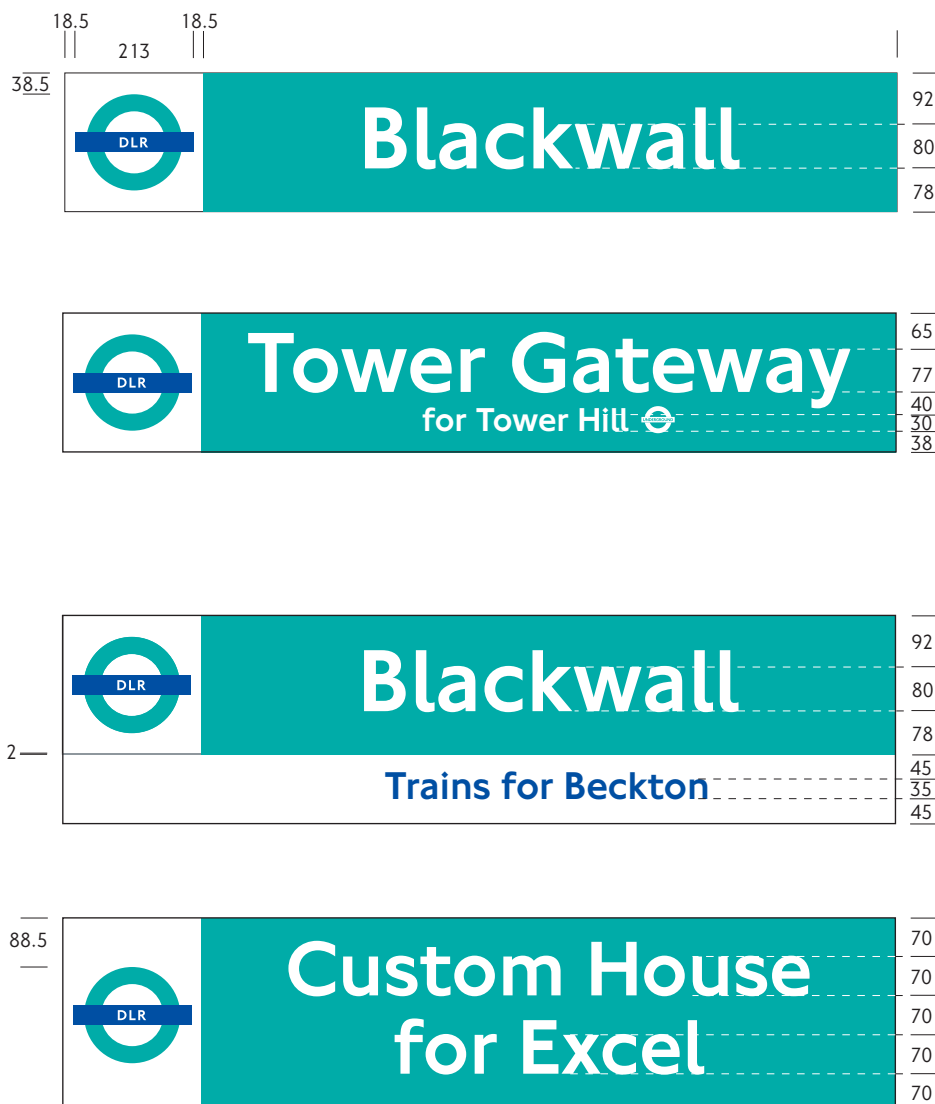 18.5 18.5
213
38.5
DLR
Blackwall
92
80
78
DLR
Tower Gateway
for Tower Hill UNDERGROUND
65
77
40
30
38
DLR
Blackwall
92
80
78
2
Trains for Beckton
45
35
45
88.5
DLR
Custom House
for Excel
70
70
70
70
70